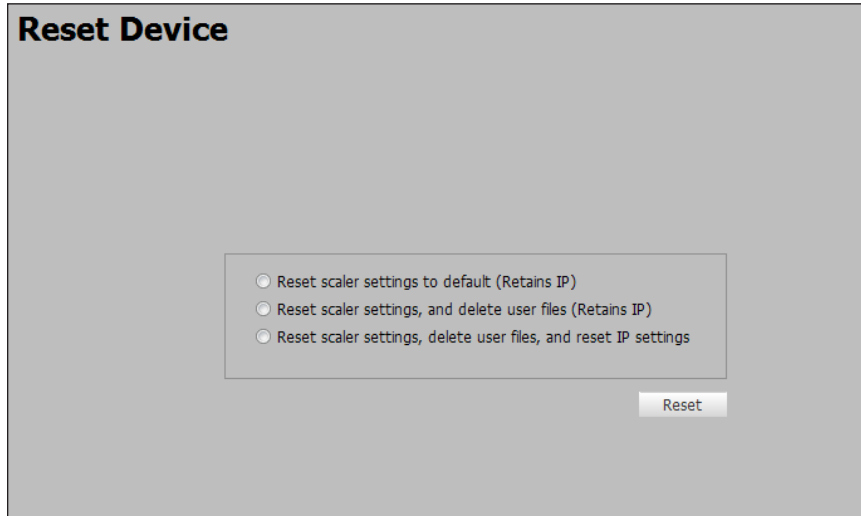 Reset Device
Reset scaler settings to default (Retains IP)
Reset scaler settings, and delete user files (Retains IP)
Reset scaler settings, delete user files, and reset IP settings
Reset